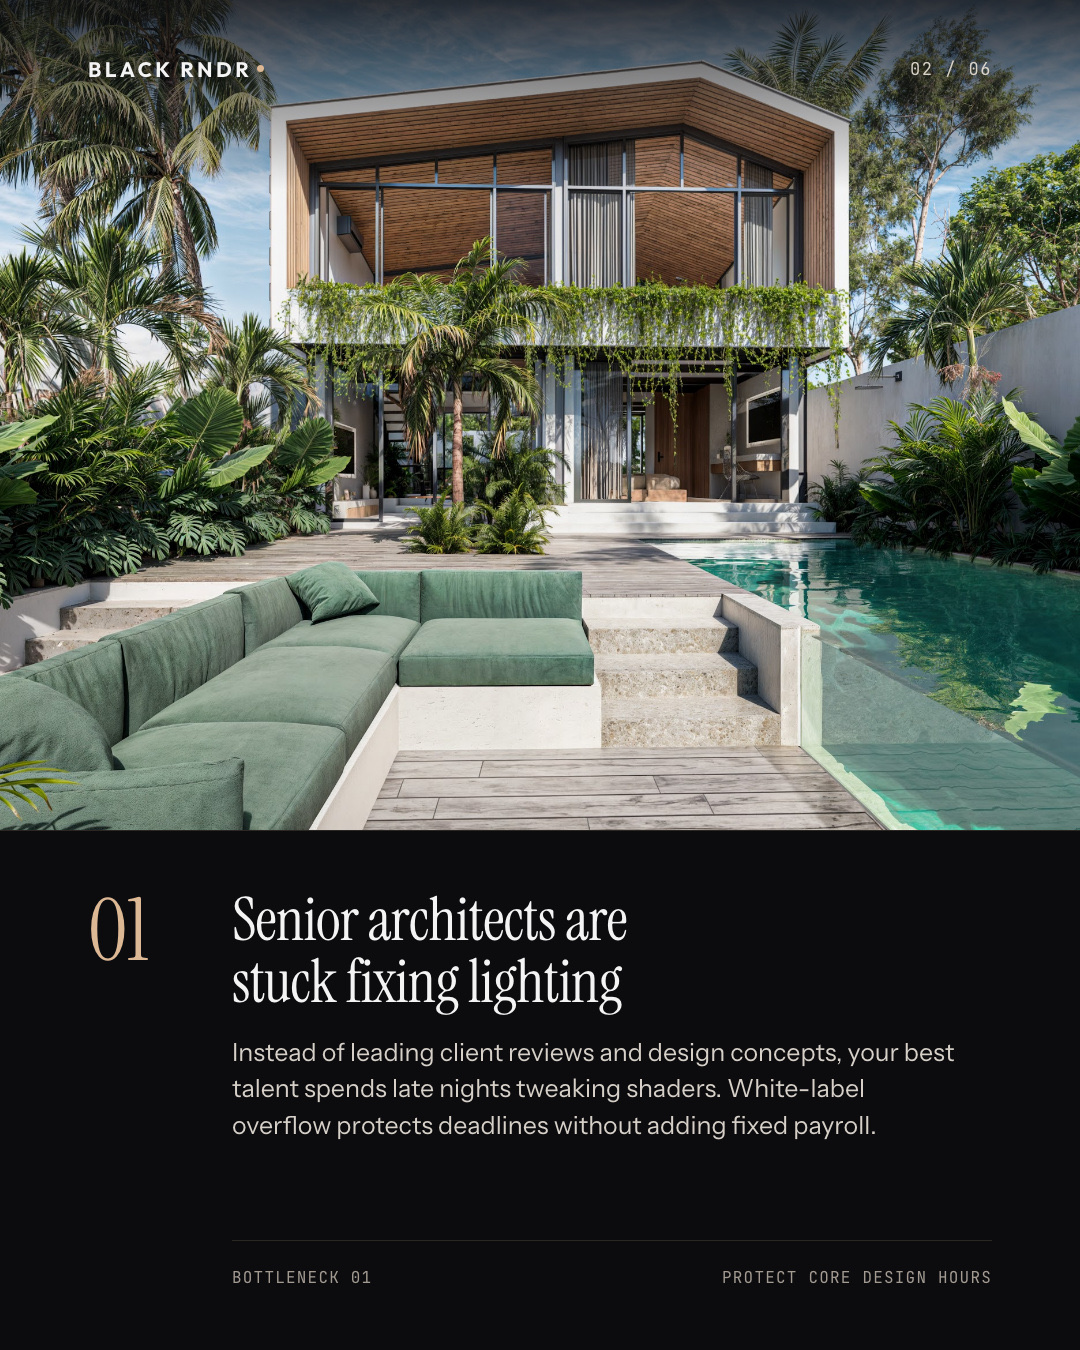 BLACK RNDR
02 / 06
01
Senior architects are
stuck fixing lighting
Instead of leading client reviews and design concepts, your best
talent spends late nights tweaking shaders. White-label
overflow protects deadlines without adding fixed payroll.
BOTTLENECK 01
PROTECT CORE DESIGN HOURS